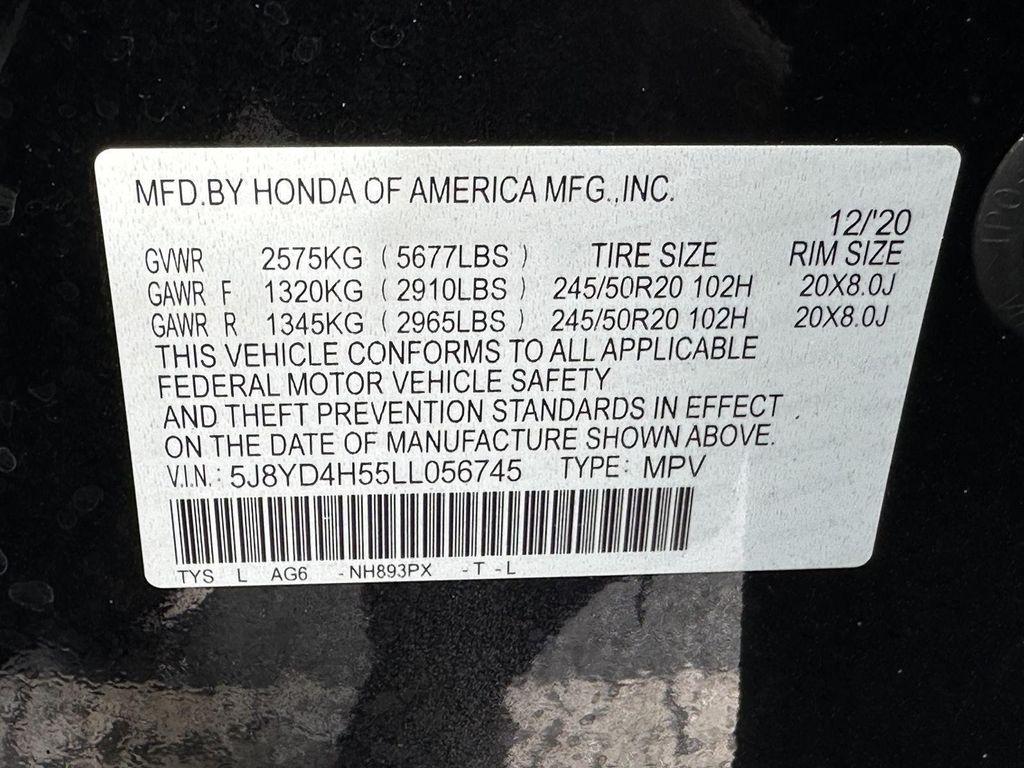 MFD.BY HONDA OF AMERICA MFG.,INC.
12/'20
GVWR 2575KG ( 5677LBS ) TIRE SIZE RIM SIZE
GAWR F 1320KG ( 2910LBS ) 245/50R20 102H 20X8.0J
GAWR R 1345KG ( 2965LBS ) 245/50R20 102H 20X8.0J
THIS VEHICLE CONFORMS TO ALL APPLICABLE
FEDERAL MOTOR VEHICLE SAFETY
AND THEFT PREVENTION STANDARDS IN EFFECT
ON THE DATE OF MANUFACTURE SHOWN ABOVE.
V.I.N.: 5J8YD4H55LL056745 TYPE: MPV
TYS L AG6 -NH893PX -T -L